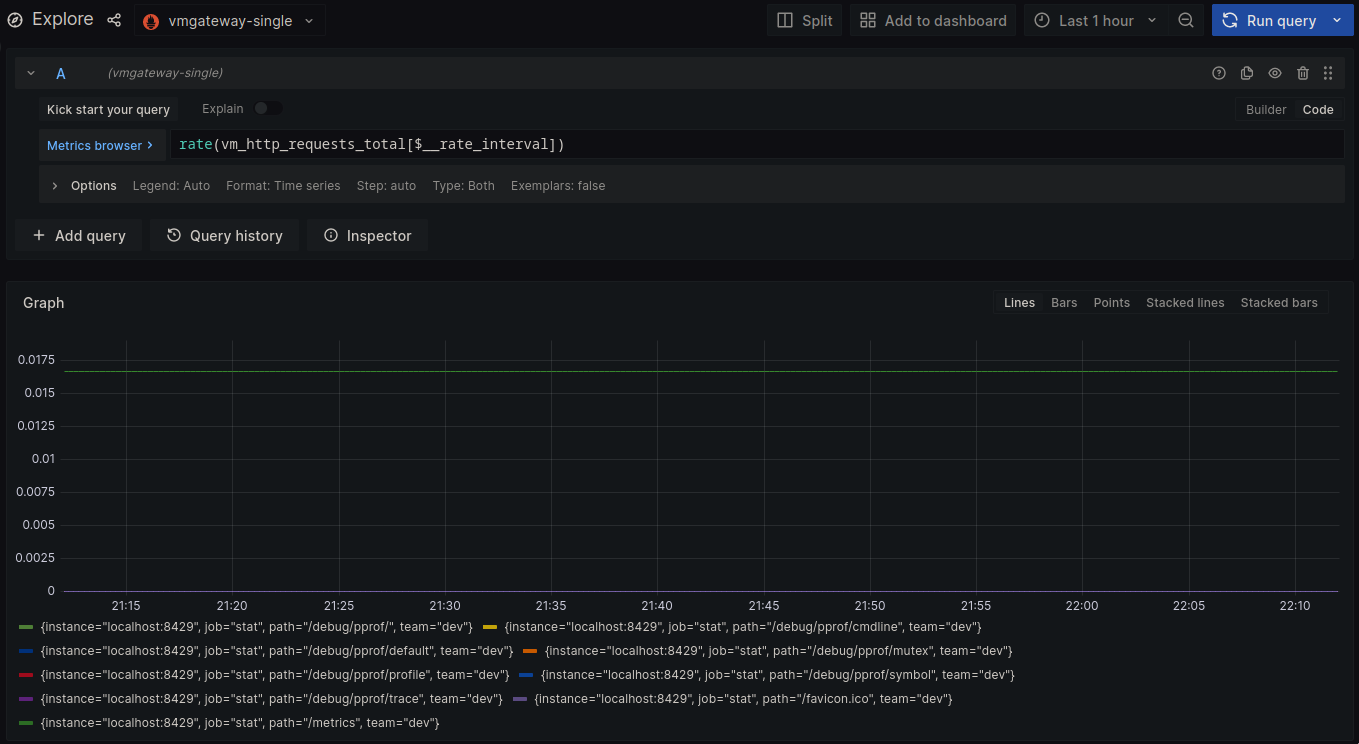 Explore vmgateway-single Split Add to dashboard Last 1 hour Run query
A (vmgateway-single)
Kick start your query Explain Builder Code
Metrics browser > rate(vm_http_requests_total[$__rate_interval])
> Options Legend: Auto Format: Time series Step: auto Type: Both Exemplars: false
+ Add query Query history Inspector
Graph Lines Bars Points Stacked lines Stacked bars
0.0175
0.015
0.0125
0.01
0.0075
0.005
0.0025
0
21:15 21:20 21:25 21:30 21:35 21:40 21:45 21:50 21:55 22:00 22:05 22:10
{instance="localhost:8429", job="stat", path="/debug/pprof/", team="dev"} {instance="localhost:8429", job="stat", path="/debug/pprof/cmdline", team="dev"}
{instance="localhost:8429", job="stat", path="/debug/pprof/default", team="dev"} {instance="localhost:8429", job="stat", path="/debug/pprof/mutex", team="dev"}
{instance="localhost:8429", job="stat", path="/debug/pprof/profile", team="dev"} {instance="localhost:8429", job="stat", path="/debug/pprof/symbol", team="dev"}
{instance="localhost:8429", job="stat", path="/debug/pprof/trace", team="dev"} {instance="localhost:8429", job="stat", path="/favicon.ico", team="dev"}
{instance="localhost:8429", job="stat", path="/metrics", team="dev"}